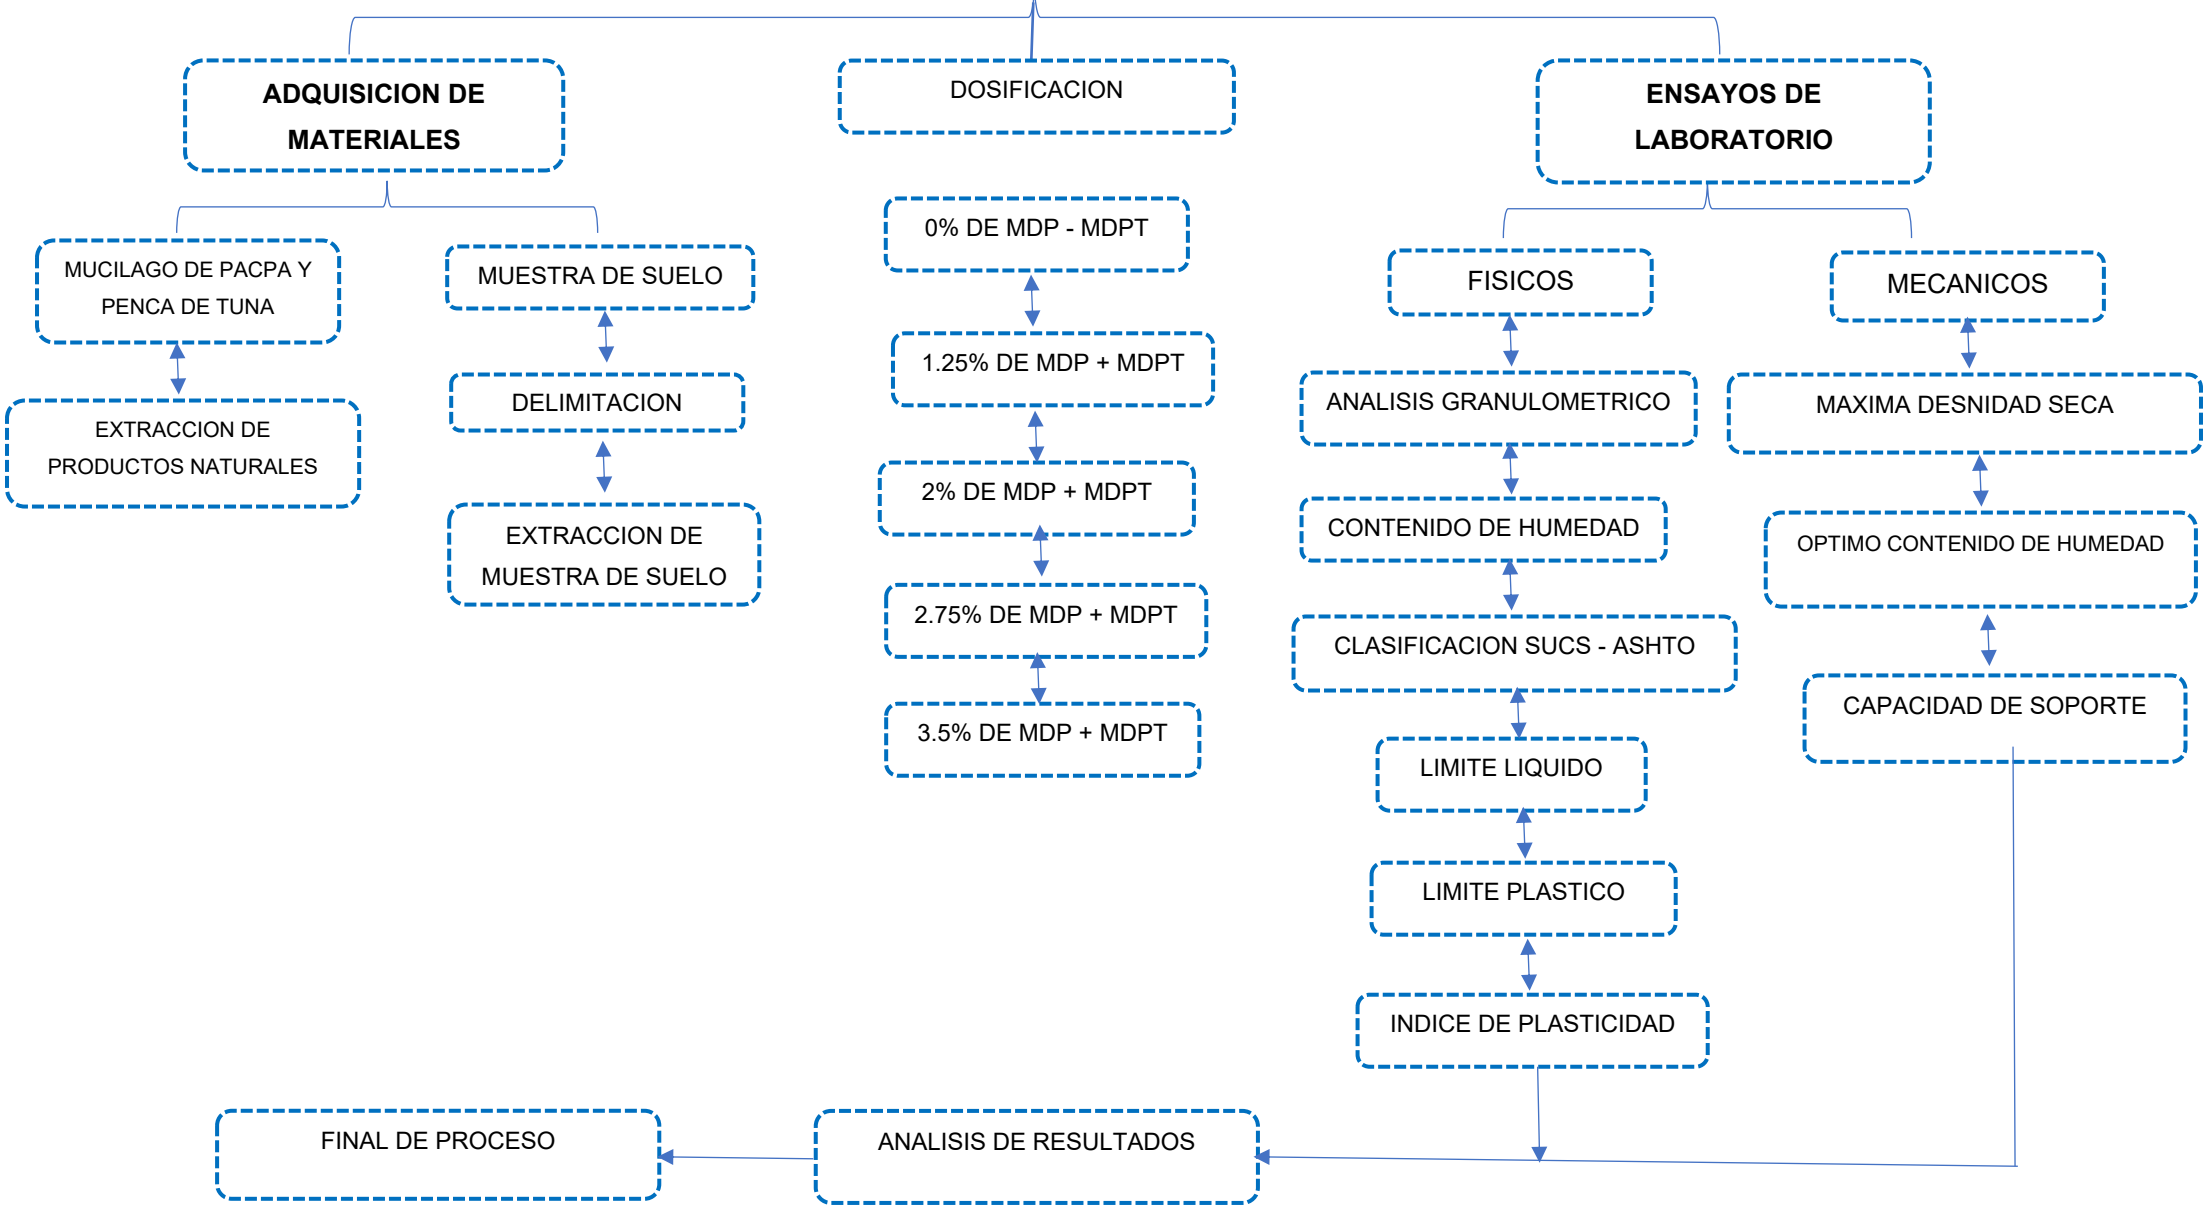 ADQUISICION DE
MATERIALES
DOSIFICACION
ENSAYOS DE
LABORATORIO
MUCILAGO DE PACPA Y
PENCA DE TUNA
EXTRACCION DE
PRODUCTOS NATURALES
MUESTRA DE SUELO
DELIMITACION
EXTRACCION DE
MUESTRA DE SUELO
0% DE MDP - MDPT
1.25% DE MDP + MDPT
2% DE MDP + MDPT
2.75% DE MDP + MDPT
3.5% DE MDP + MDPT
FISICOS
ANALISIS GRANULOMETRICO
CONTENIDO DE HUMEDAD
CLASIFICACION SUCS - ASHTO
LIMITE LIQUIDO
LIMITE PLASTICO
INDICE DE PLASTICIDAD
MECANICOS
MAXIMA DESNIDAD SECA
OPTIMO CONTENIDO DE HUMEDAD
CAPACIDAD DE SOPORTE
ANALISIS DE RESULTADOS
FINAL DE PROCESO